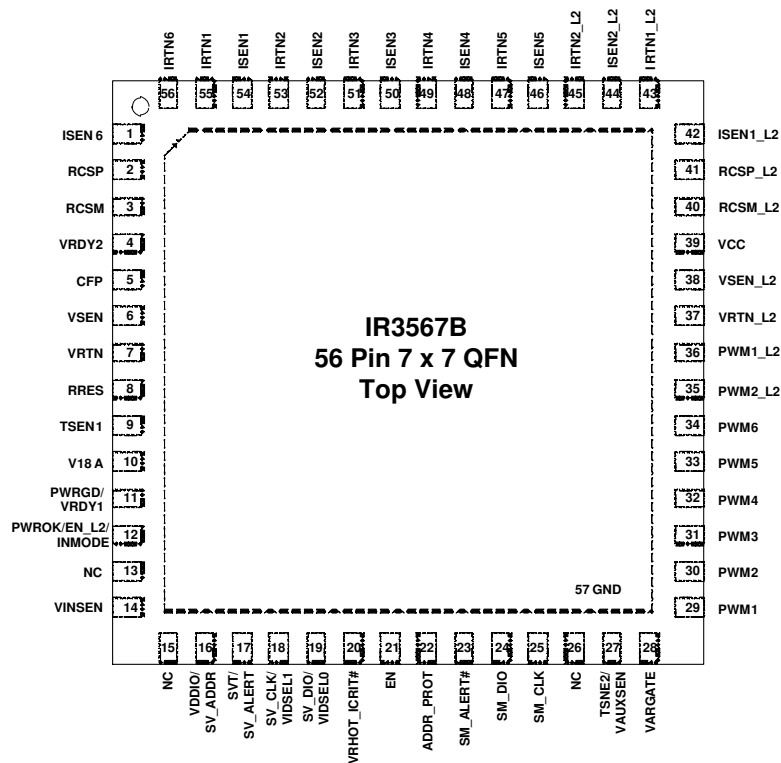 IRTN6
IRTN1
ISEN1
IRTN2
ISEN2
IRTN3
ISEN3
IRTN4
ISEN4
IRTN5
ISEN5
IRTN2_L2
ISEN2_L2
IRTN1_L2
56 55 54 53 52 51 50 49 48 47 46 45 44 43
ISEN 6 1
RCSP 2
RCSM 3
VRDY2 4
CFP 5
VSEN 6
VRTN 7
RRES 8
TSEN1 9
V18 A 10
PWRGD/
VRDY1 11
PWROK/EN_L2/
INMODE 12
NC 13
VINSEN 14
IR3567B
56 Pin 7 x 7 QFN
Top View
57 GND
42 ISEN1_L2
41 RCSP_L2
40 RCSM_L2
39 VCC
38 VSEN_L2
37 VRTN_L2
36 PWM1_L2
35 PWM2_L2
34 PWM6
33 PWM5
32 PWM4
31 PWM3
30 PWM2
29 PWM1
15 16 17 18 19 20 21 22 23 24 25 26 27 28
NC
VDDIO/
SV_ADDR
SVT/
SV_ALERT
SV_CLK/
VIDSEL1
SV_DIO/
VIDSEL0
VRHOT_ICRIT#
EN
ADDR_PROT
SM_ALERT#
SM_DIO
SM_CLK
NC
TSNE2/
VAUXSEN
VARGATE